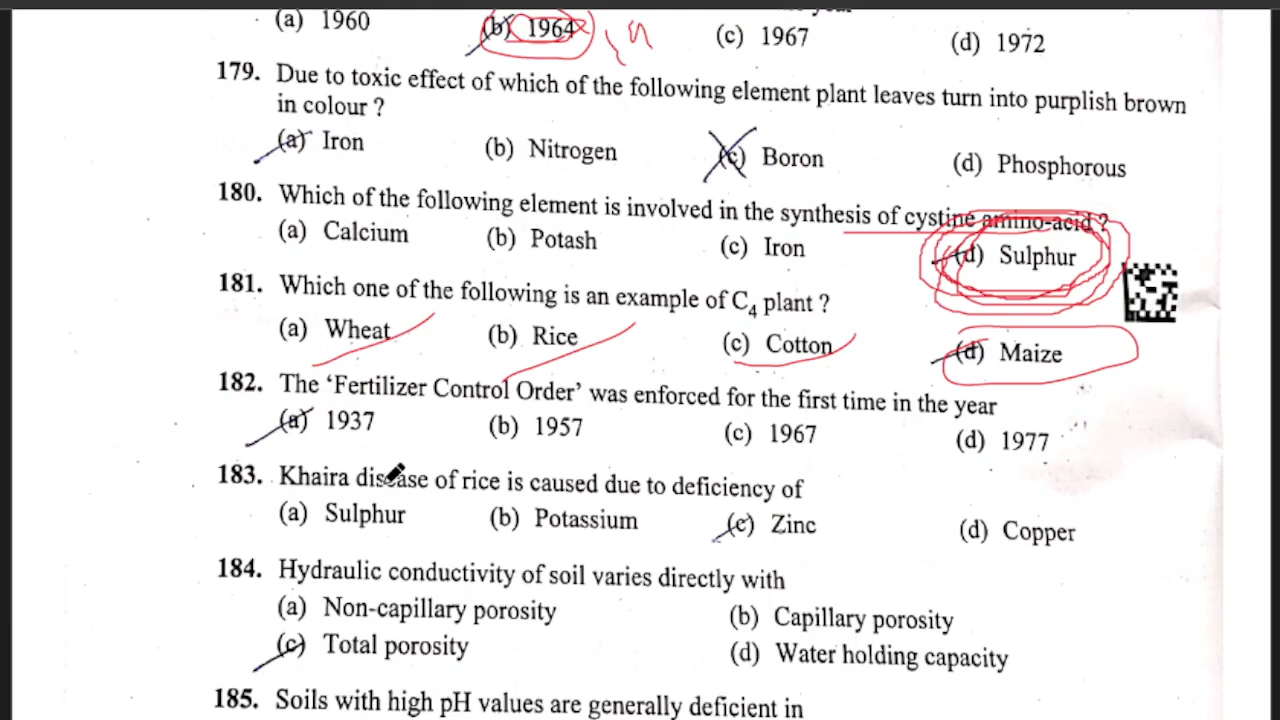 (a) 1960 (b) 1964 (c) 1967 (d) 1972
179. Due to toxic effect of which of the following element plant leaves turn into purplish brown
in colour ?
(a) Iron (b) Nitrogen (c) Boron (d) Phosphorous
180. Which of the following element is involved in the synthesis of cystine amino-acid ?
(a) Calcium (b) Potash (c) Iron (d) Sulphur
181. Which one of the following is an example of C4 plant ?
(a) Wheat (b) Rice (c) Cotton (d) Maize
182. The ‘Fertilizer Control Order’ was enforced for the first time in the year
(a) 1937 (b) 1957 (c) 1967 (d) 1977
183. Khaira disease of rice is caused due to deficiency of
(a) Sulphur (b) Potassium (c) Zinc (d) Copper
184. Hydraulic conductivity of soil varies directly with
(a) Non-capillary porosity (b) Capillary porosity
(c) Total porosity (d) Water holding capacity
185. Soils with high pH values are generally deficient in